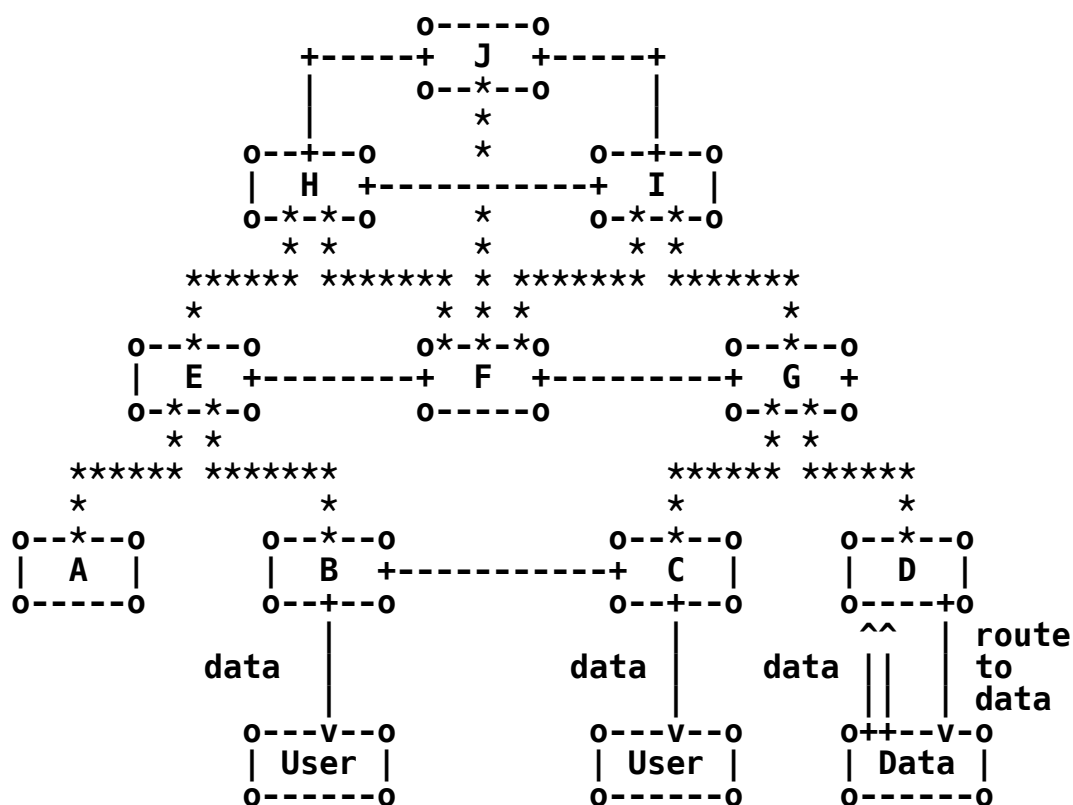 J
H I
E F G
A B C D
route
data data data to
data
User User Data